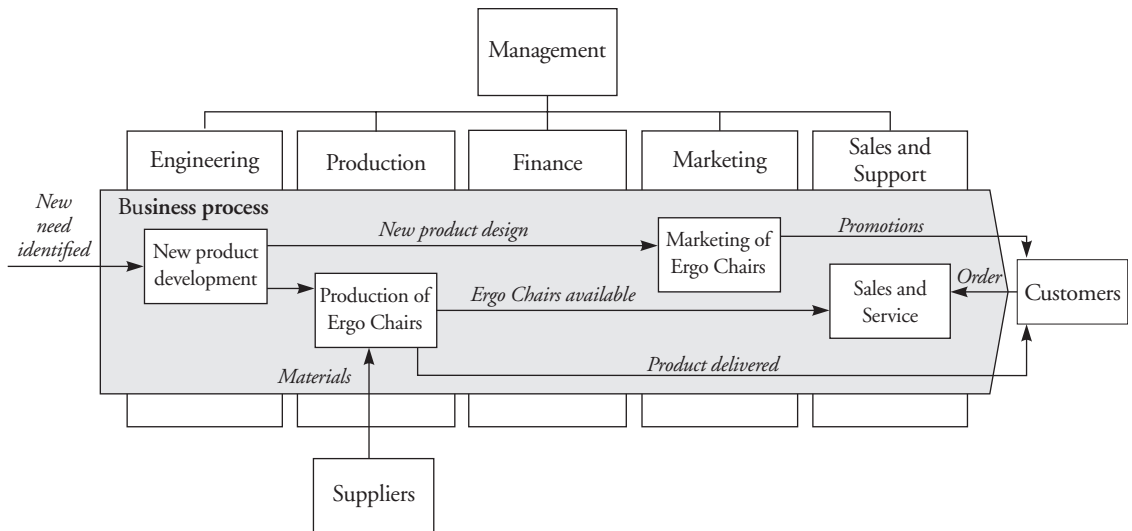 Management
Engineering
Production
Finance
Marketing
Sales and
Support
New
need
identified
Business process
New product
development
New product design
Marketing of
Ergo Chairs
Promotions
Production of
Ergo Chairs
Ergo Chairs available
Sales and
Service
Order
Customers
Materials
Product delivered
Suppliers